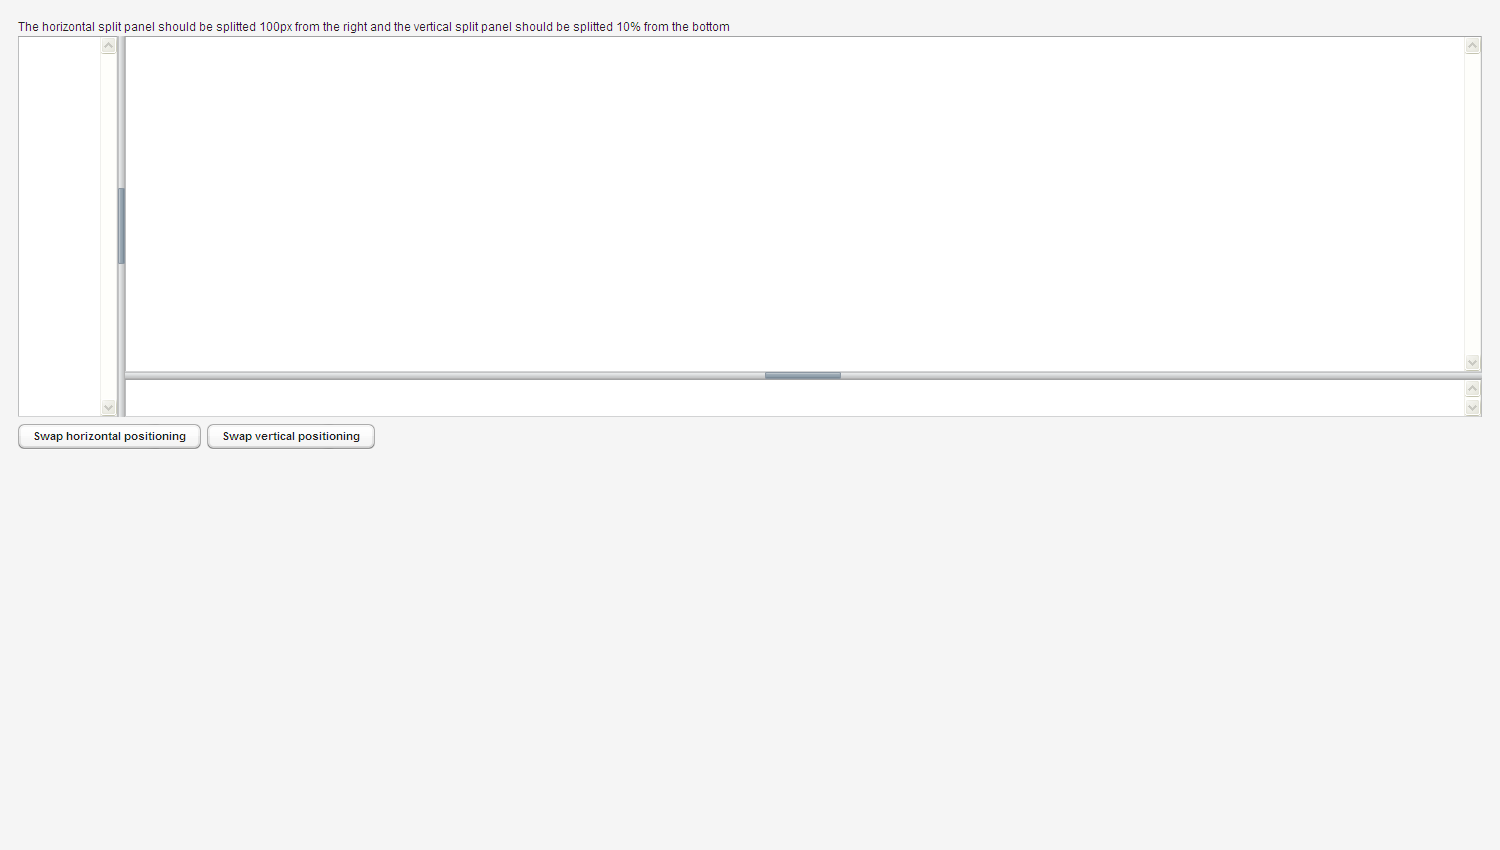 The horizontal split panel should be splitted 100px from the right and the vertical split panel should be splitted 10% from the bottom
Swap horizontal positioning Swap vertical positioning